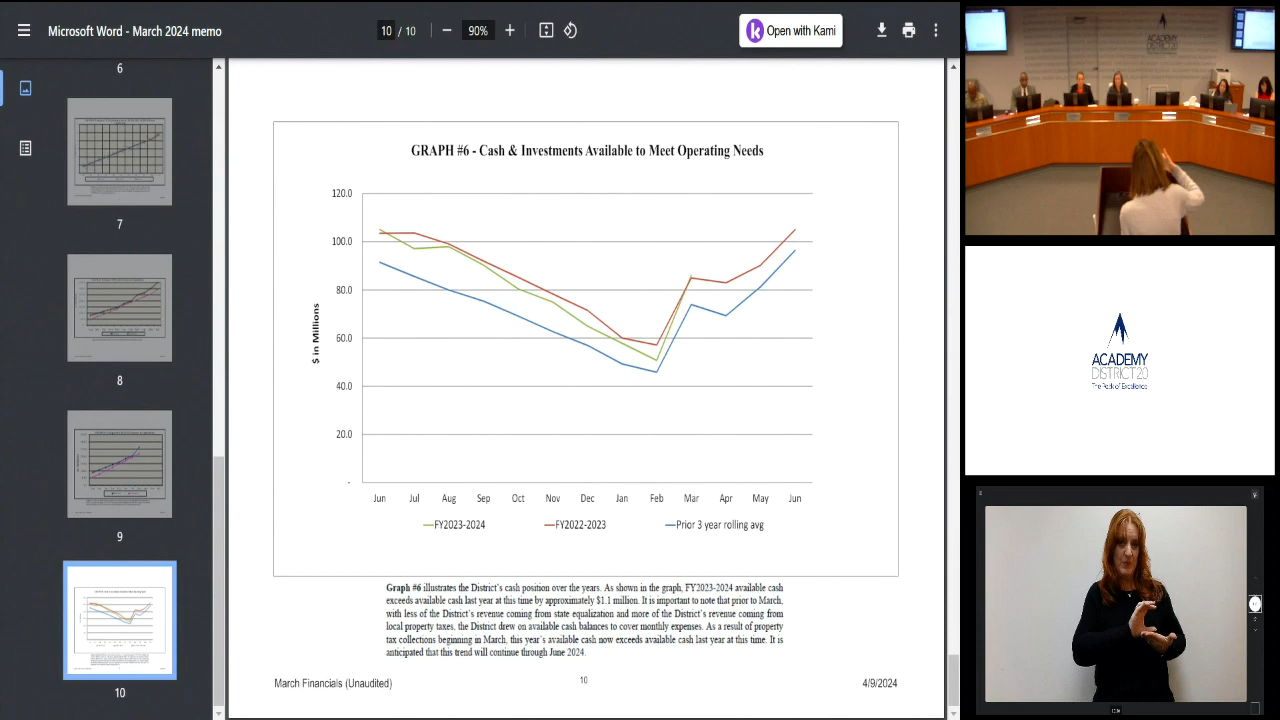 Microsoft Word - March 2024 memo
10 / 10
90%
Open with Kami
6
7
8
9
10
GRAPH #6 - Cash & Investments Available to Meet Operating Needs
$ in Millions
120.0
100.0
80.0
60.0
40.0
20.0
-
Jun Jul Aug Sep Oct Nov Dec Jan Feb Mar Apr May Jun
FY2023-2024 FY2022-2023 Prior 3 year rolling avg
Graph #6 illustrates the District's cash position over the years. As shown in the graph, FY2023-2024 available cash
exceeds available cash last year at this time by approximately $1.1 million. It is important to note that prior to March,
with less of the District's revenue coming from state equalization and more of the District's revenue coming from
local property taxes, the District drew on available cash balances to cover monthly expenses. As a result of property
tax collections beginning in March, this year's available cash now exceeds available cash last year at this time. It is
anticipated that this trend will continue through June 2024.
March Financials (Unaudited)
10
4/9/2024
ACADEMY
DISTRICT 20
ACADEMY
DISTRICT20
The Peak of Excellence